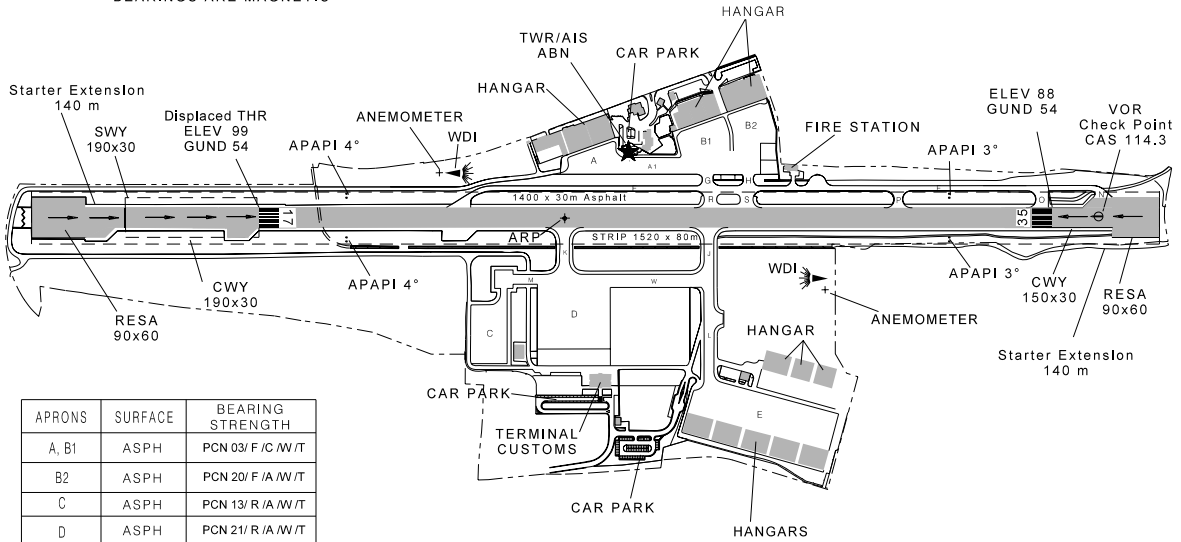 BEARINGS ARE MAGNETIC
HANGAR
TWR/AIS
ABN
CAR PARK
HANGAR
Starter Extension
140 m
SWY
190x30
Displaced THR
ELEV 99
GUND 54
ANEMOMETER
WDI
APAPI 4°
A
A1
B1
B2
FIRE STATION
APAPI 3°
ELEV 88
GUND 54
VOR
Check Point
CAS 114.3
F
G
H
F
N
1400 x 30m Asphalt
R
S
P
O
17
35
ARP
STRIP 1520 x 80m
K
J
CWY
190x30
RESA
90x60
APAPI 4°
M
W
WDI
ANEMOMETER
APAPI 3°
CWY
150x30
RESA
90x60
Starter Extension
140 m
C
D
L
HANGAR
CAR PARK
TERMINAL
CUSTOMS
E
CAR PARK
HANGARS
APRONS SURFACE BEARING
STRENGTH
A, B1 ASPH PCN 03/ F /C /W /T
B2 ASPH PCN 20/ F /A /W /T
C ASPH PCN 13/ R /A /W /T
D ASPH PCN 21/ R /A /W /T